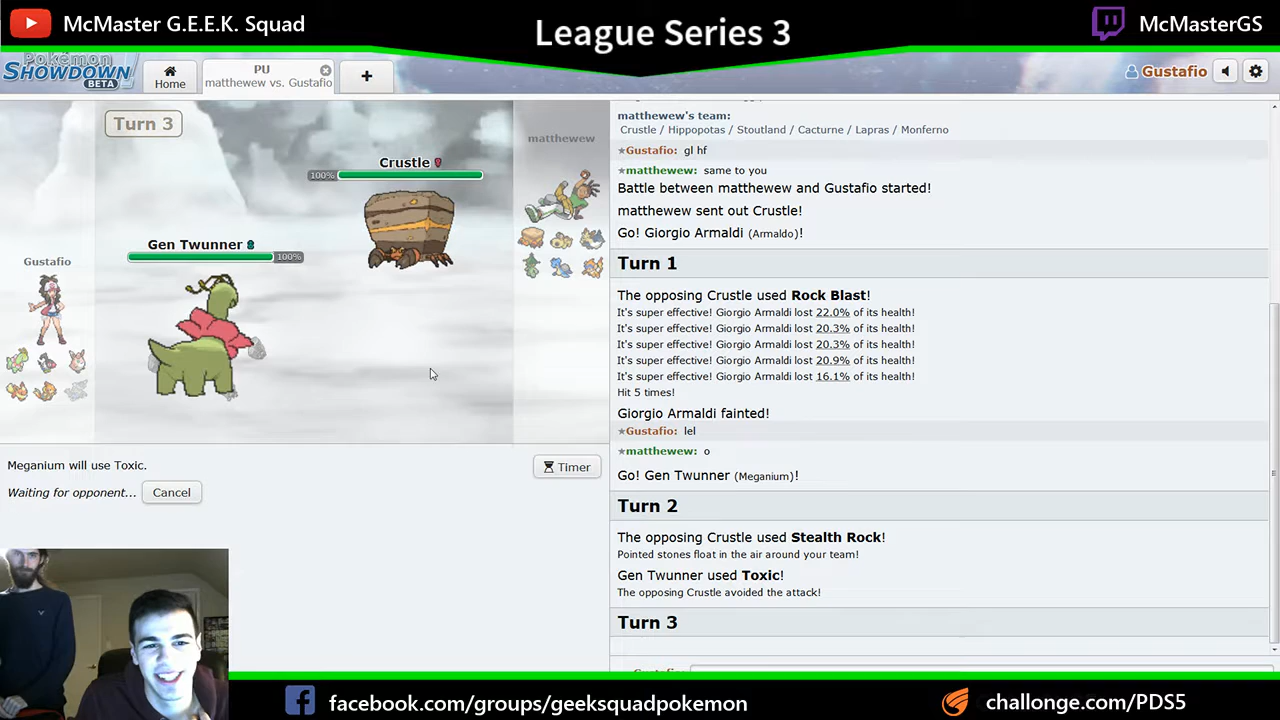 McMaster G.E.E.K. Squad
League Series 3
McMasterGS
Pokémon
SHOWDOWN
BETA
Home
PU
matthewew vs. Gustafio
+
Gustafio
Turn 3
Crustle
100%
Gen Twunner
100%
Gustafio
matthewew
Meganium will use Toxic.
Waiting for opponent...
Cancel
Timer
matthewew's team:
Crustle / Hippopotas / Stoutland / Cacturne / Lapras / Monferno
★Gustafio: gl hf
★matthewew: same to you
Battle between matthewew and Gustafio started!
matthewew sent out Crustle!
Go! Giorgio Armaldi (Armaldo)!
Turn 1
The opposing Crustle used Rock Blast!
It's super effective! Giorgio Armaldi lost 22.0% of its health!
It's super effective! Giorgio Armaldi lost 20.3% of its health!
It's super effective! Giorgio Armaldi lost 20.3% of its health!
It's super effective! Giorgio Armaldi lost 20.9% of its health!
It's super effective! Giorgio Armaldi lost 16.1% of its health!
Hit 5 times!
Giorgio Armaldi fainted!
★Gustafio: lel
★matthewew: o
Go! Gen Twunner (Meganium)!
Turn 2
The opposing Crustle used Stealth Rock!
Pointed stones float in the air around your team!
Gen Twunner used Toxic!
The opposing Crustle avoided the attack!
Turn 3
facebook.com/groups/geeksquadpokemon
challonge.com/PDS5